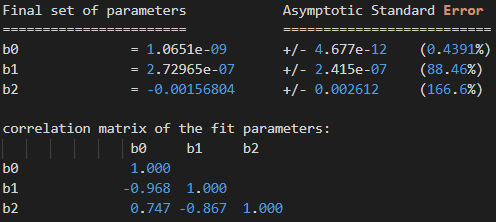 Final set of parameters            Asymptotic Standard Error
=======================            ==========================
b0              = 1.0651e-09       +/- 4.677e-12    (0.4391%)
b1              = 2.72965e-07      +/- 2.415e-07    (88.46%)
b2              = -0.00156804      +/- 0.002612     (166.6%)
correlation matrix of the fit parameters:
                b0     b1     b2
b0              1.000
b1             -0.968  1.000
b2              0.747 -0.867  1.000